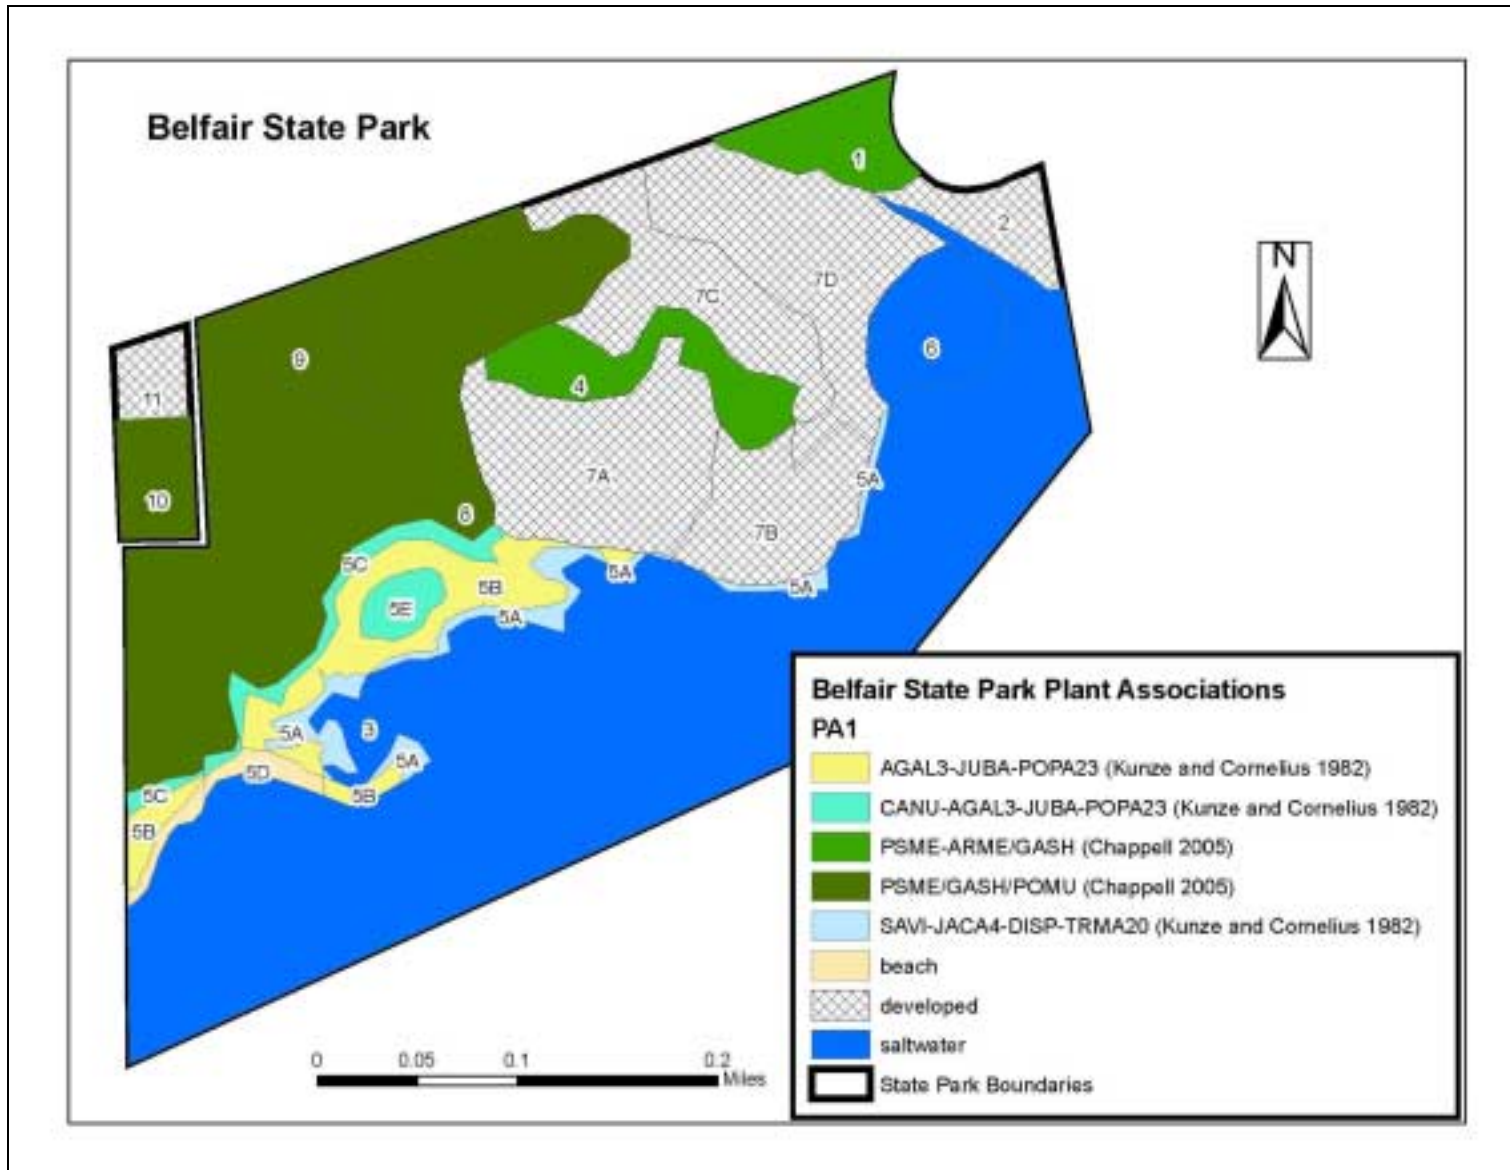 Belfair State Park
1
2
N
7D
7C
6
9
4
11
7A
5A
10
8
7B
5C
5A
5B
5A
5E
5A
3
5A
5A
5D
5B
5C
5B
Belfair State Park Plant Associations
PA1
AGAL3-JUBA-POPA23 (Kunze and Cornelius 1982)
CANU-AGAL3-JUBA-POPA23 (Kunze and Cornelius 1982)
PSME-ARME/GASH (Chappell 2005)
PSME/GASH/POMU (Chappell 2005)
SAVI-JACA4-DISP-TRMA20 (Kunze and Cornelius 1982)
beach
developed
saltwater
State Park Boundaries
0 0.05 0.1 0.2
Miles